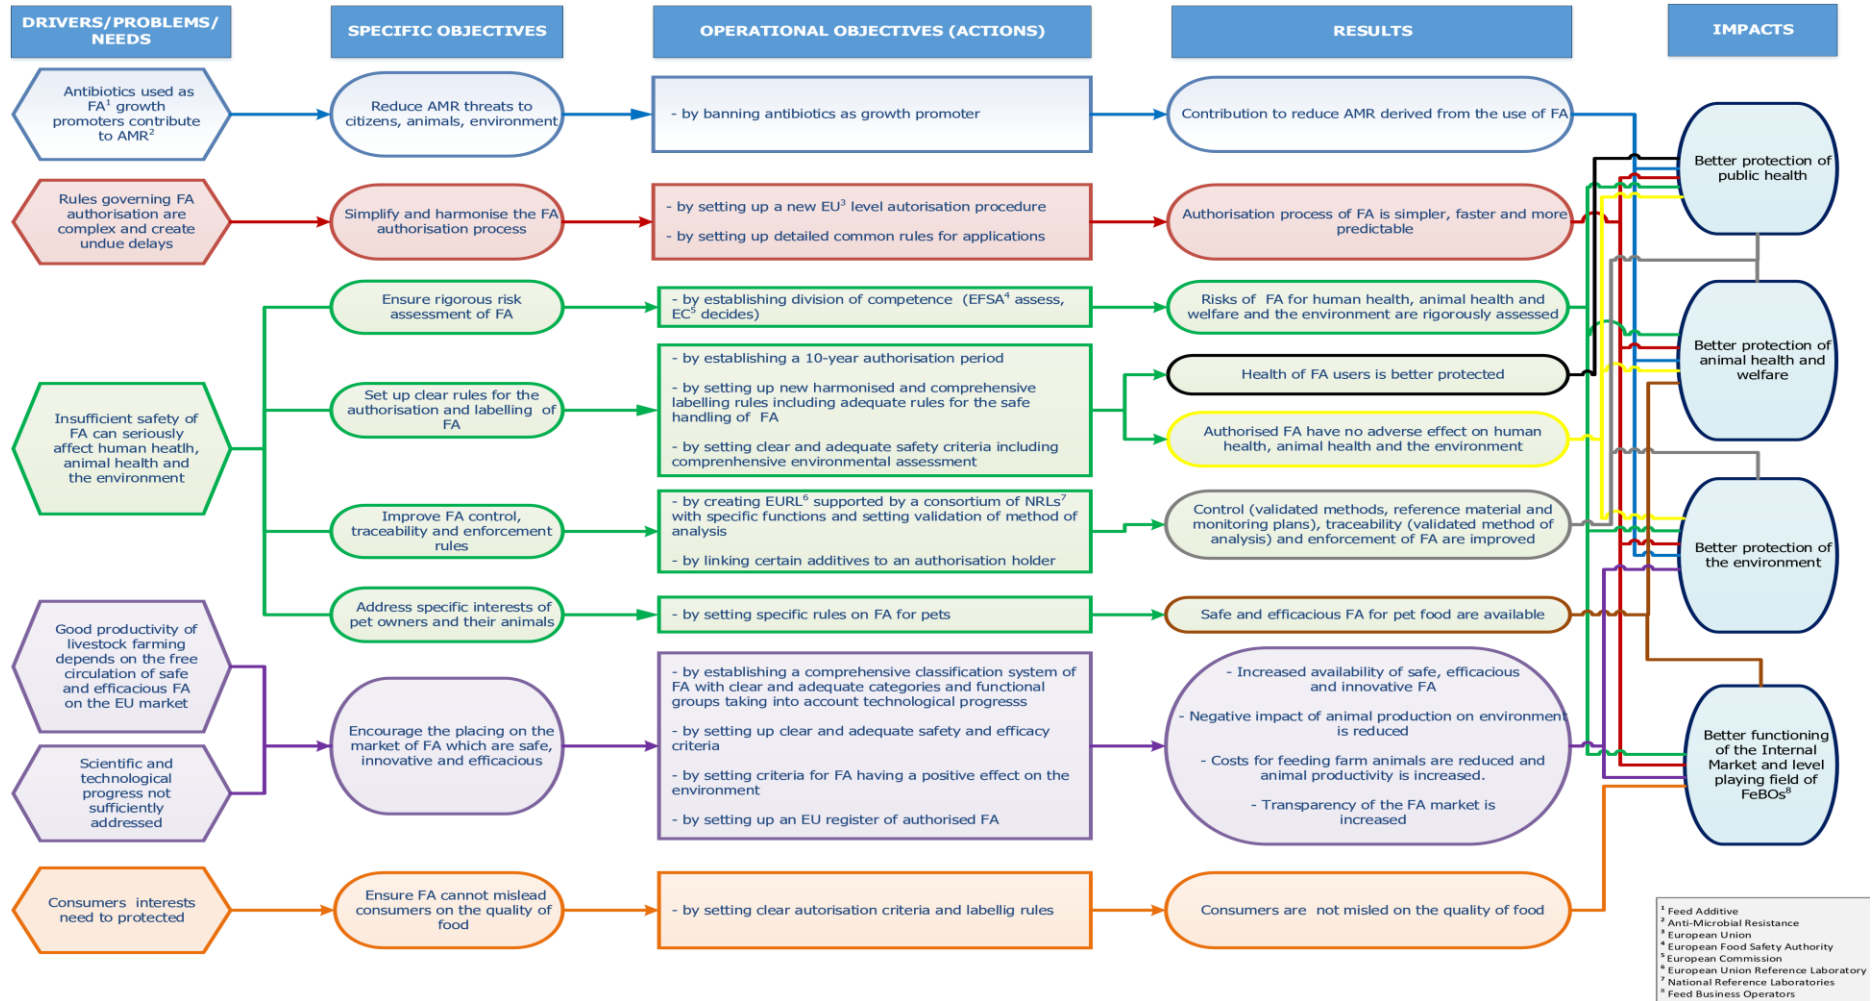 DRIVERS/PROBLEMS/
NEEDS
SPECIFIC OBJECTIVES
OPERATIONAL OBJECTIVES (ACTIONS)
RESULTS
IMPACTS
Antibiotics used as
FA¹ growth
promoters contribute
to AMR²
Reduce AMR threats to
citizens, animals, environment
- by banning antibiotics as growth promoter
Contribution to reduce AMR derived from the use of FA
Rules governing FA
authorisation are
complex and create
undue delays
Simplify and harmonise the FA
authorisation process
- by setting up a new EU³ level autorisation procedure
- by setting up detailed common rules for applications
Authorisation process of FA is simpler, faster and more
predictable
Insufficient safety of
FA can seriously
affect human heatlh,
animal health and
the environment
Ensure rigorous risk
assessment of FA
- by establishing division of competence (EFSA⁴ assess,
EC⁵ decides)
Risks of FA for human health, animal health and
welfare and the environment are rigorously assessed
Set up clear rules for the
authorisation and labelling of
FA
- by establishing a 10-year authorisation period
- by setting up new harmonised and comprehensive
labelling rules including adequate rules for the safe
handling of FA
- by setting clear and adequate safety criteria including
comprenhensive environmental assessment
Health of FA users is better protected
Authorised FA have no adverse effect on human
health, animal health and the environment
Improve FA control,
traceability and enforcement
rules
- by creating EURL⁶ supported by a consortium of NRLs⁷
with specific functions and setting validation of method of
analysis
- by linking certain additives to an authorisation holder
Control (validated methods, reference material and
monitoring plans), traceability (validated method of
analysis) and enforcement of FA are improved
Address specific interests of
pet owners and their animals
- by setting specific rules on FA for pets
Safe and efficacious FA for pet food are available
Good productivity of
livestock farming
depends on the free
circulation of safe
and efficacious FA
on the EU market
Scientific and
technological
progress not
sufficiently
addressed
Encourage the placing on the
market of FA which are safe,
innovative and efficacious
- by establishing a comprehensive classification system of
FA with clear and adequate categories and functional
groups taking into account technological progresss
- by setting up clear and adequate safety and efficacy
criteria
- by setting criteria for FA having a positive effect on the
environment
- by setting up an EU register of authorised FA
- Increased availability of safe, efficacious
and innovative FA
- Negative impact of animal production on environment
is reduced
- Costs for feeding farm animals are reduced and
animal productivity is increased.
- Transparency of the FA market is
increased
Consumers interests
need to protected
Ensure FA cannot mislead
consumers on the quality of
food
- by setting clear autorisation criteria and labellig rules
Consumers are not misled on the quality of food
Better protection of
public health
Better protection of
animal health and
welfare
Better protection of
the environment
Better functioning
of the Internal
Market and level
playing field of
FeBOs⁸
¹ Feed Additive
² Anti-Microbial Resistance
³ European Union
⁴ European Food Safety Authority
⁵ European Commission
⁶ European Union Reference Laboratory
⁷ National Reference Laboratories
⁸ Feed Business Operators